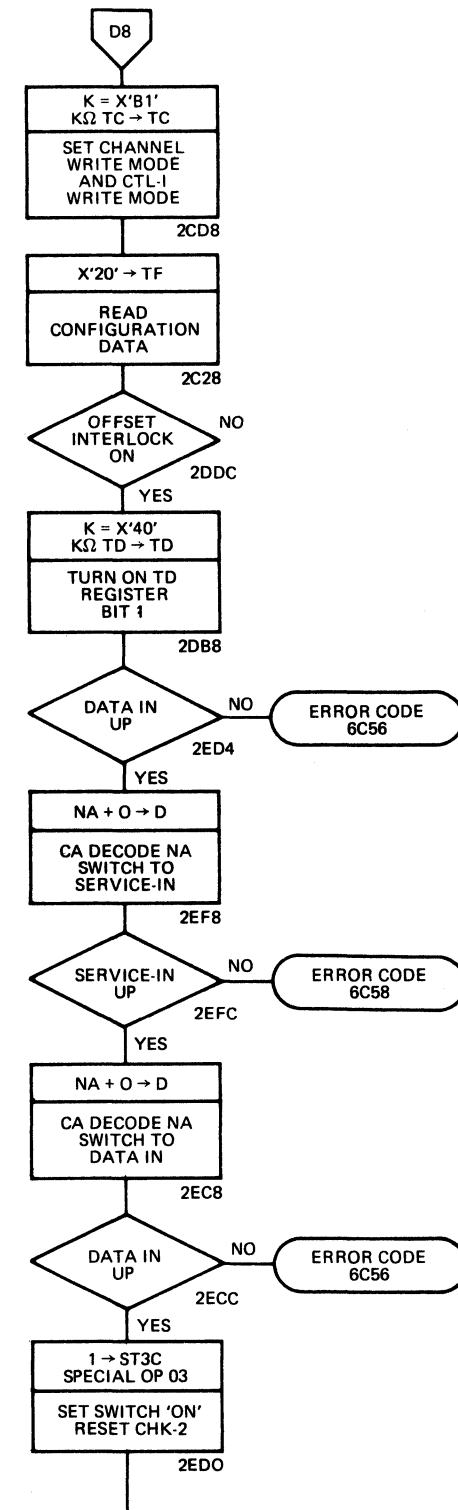 D8
K = X'B1'
KΩ TC → TC
SET CHANNEL
WRITE MODE
AND CTL-I
WRITE MODE
2CD8
X'20' → TF
READ
CONFIGURATION
DATA
2C28
OFFSET
INTERLOCK
ON
NO
2DDC
YES
K = X'40'
KΩ TD → TD
TURN ON TD
REGISTER
BIT 1
2DB8
DATA IN
UP
NO
2ED4
ERROR CODE
6C56
YES
NA + O → D
CA DECODE NA
SWITCH TO
SERVICE-IN
2EF8
SERVICE-IN
UP
NO
2EFC
ERROR CODE
6C58
YES
NA + O → D
CA DECODE NA
SWITCH TO
DATA IN
2EC8
DATA IN
UP
NO
2ECC
ERROR CODE
6C56
YES
1 → ST3C
SPECIAL OP 03
SET SWITCH 'ON'
RESET CHK-2
2EDO